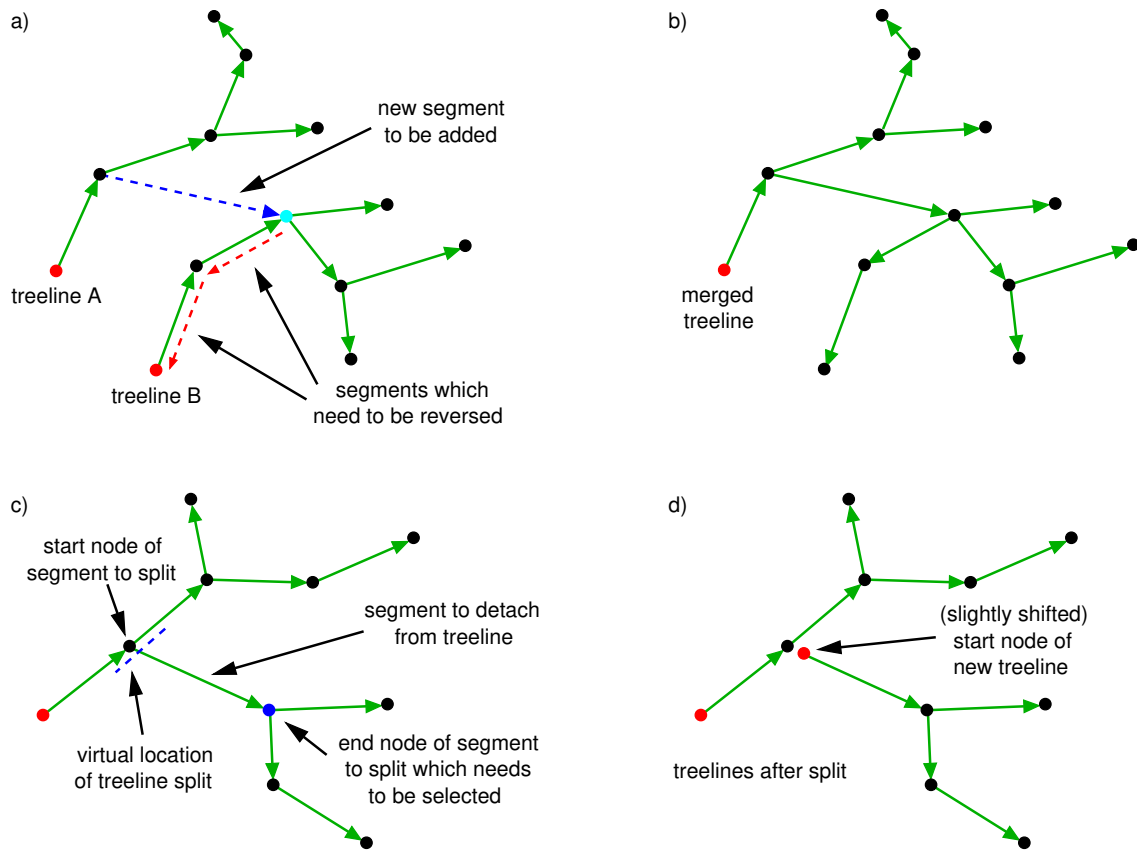 a)
new segment
to be added
treeline A
treeline B
segments which
need to be reversed
b)
merged
treeline
c)
start node of
segment to split
segment to detach
from treeline
virtual location
of treeline split
end node of segment
to split which needs
to be selected
d)
(slightly shifted)
start node of
new treeline
treelines after split